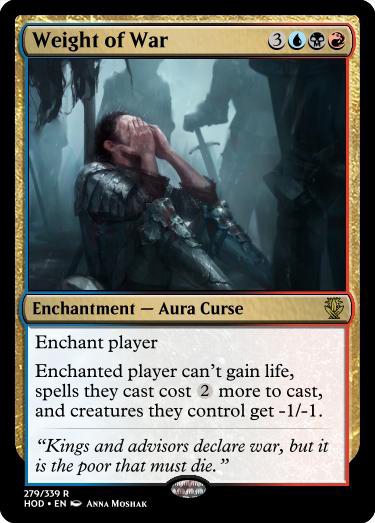 Weight of War 3
Enchantment — Aura Curse
Enchant player
Enchanted player can't gain life,
spells they cast cost 2 more to cast,
and creatures they control get -1/-1.
“Kings and advisors declare war, but it
is the poor that must die.”
279/339 R
HOD • EN Anna Moshak